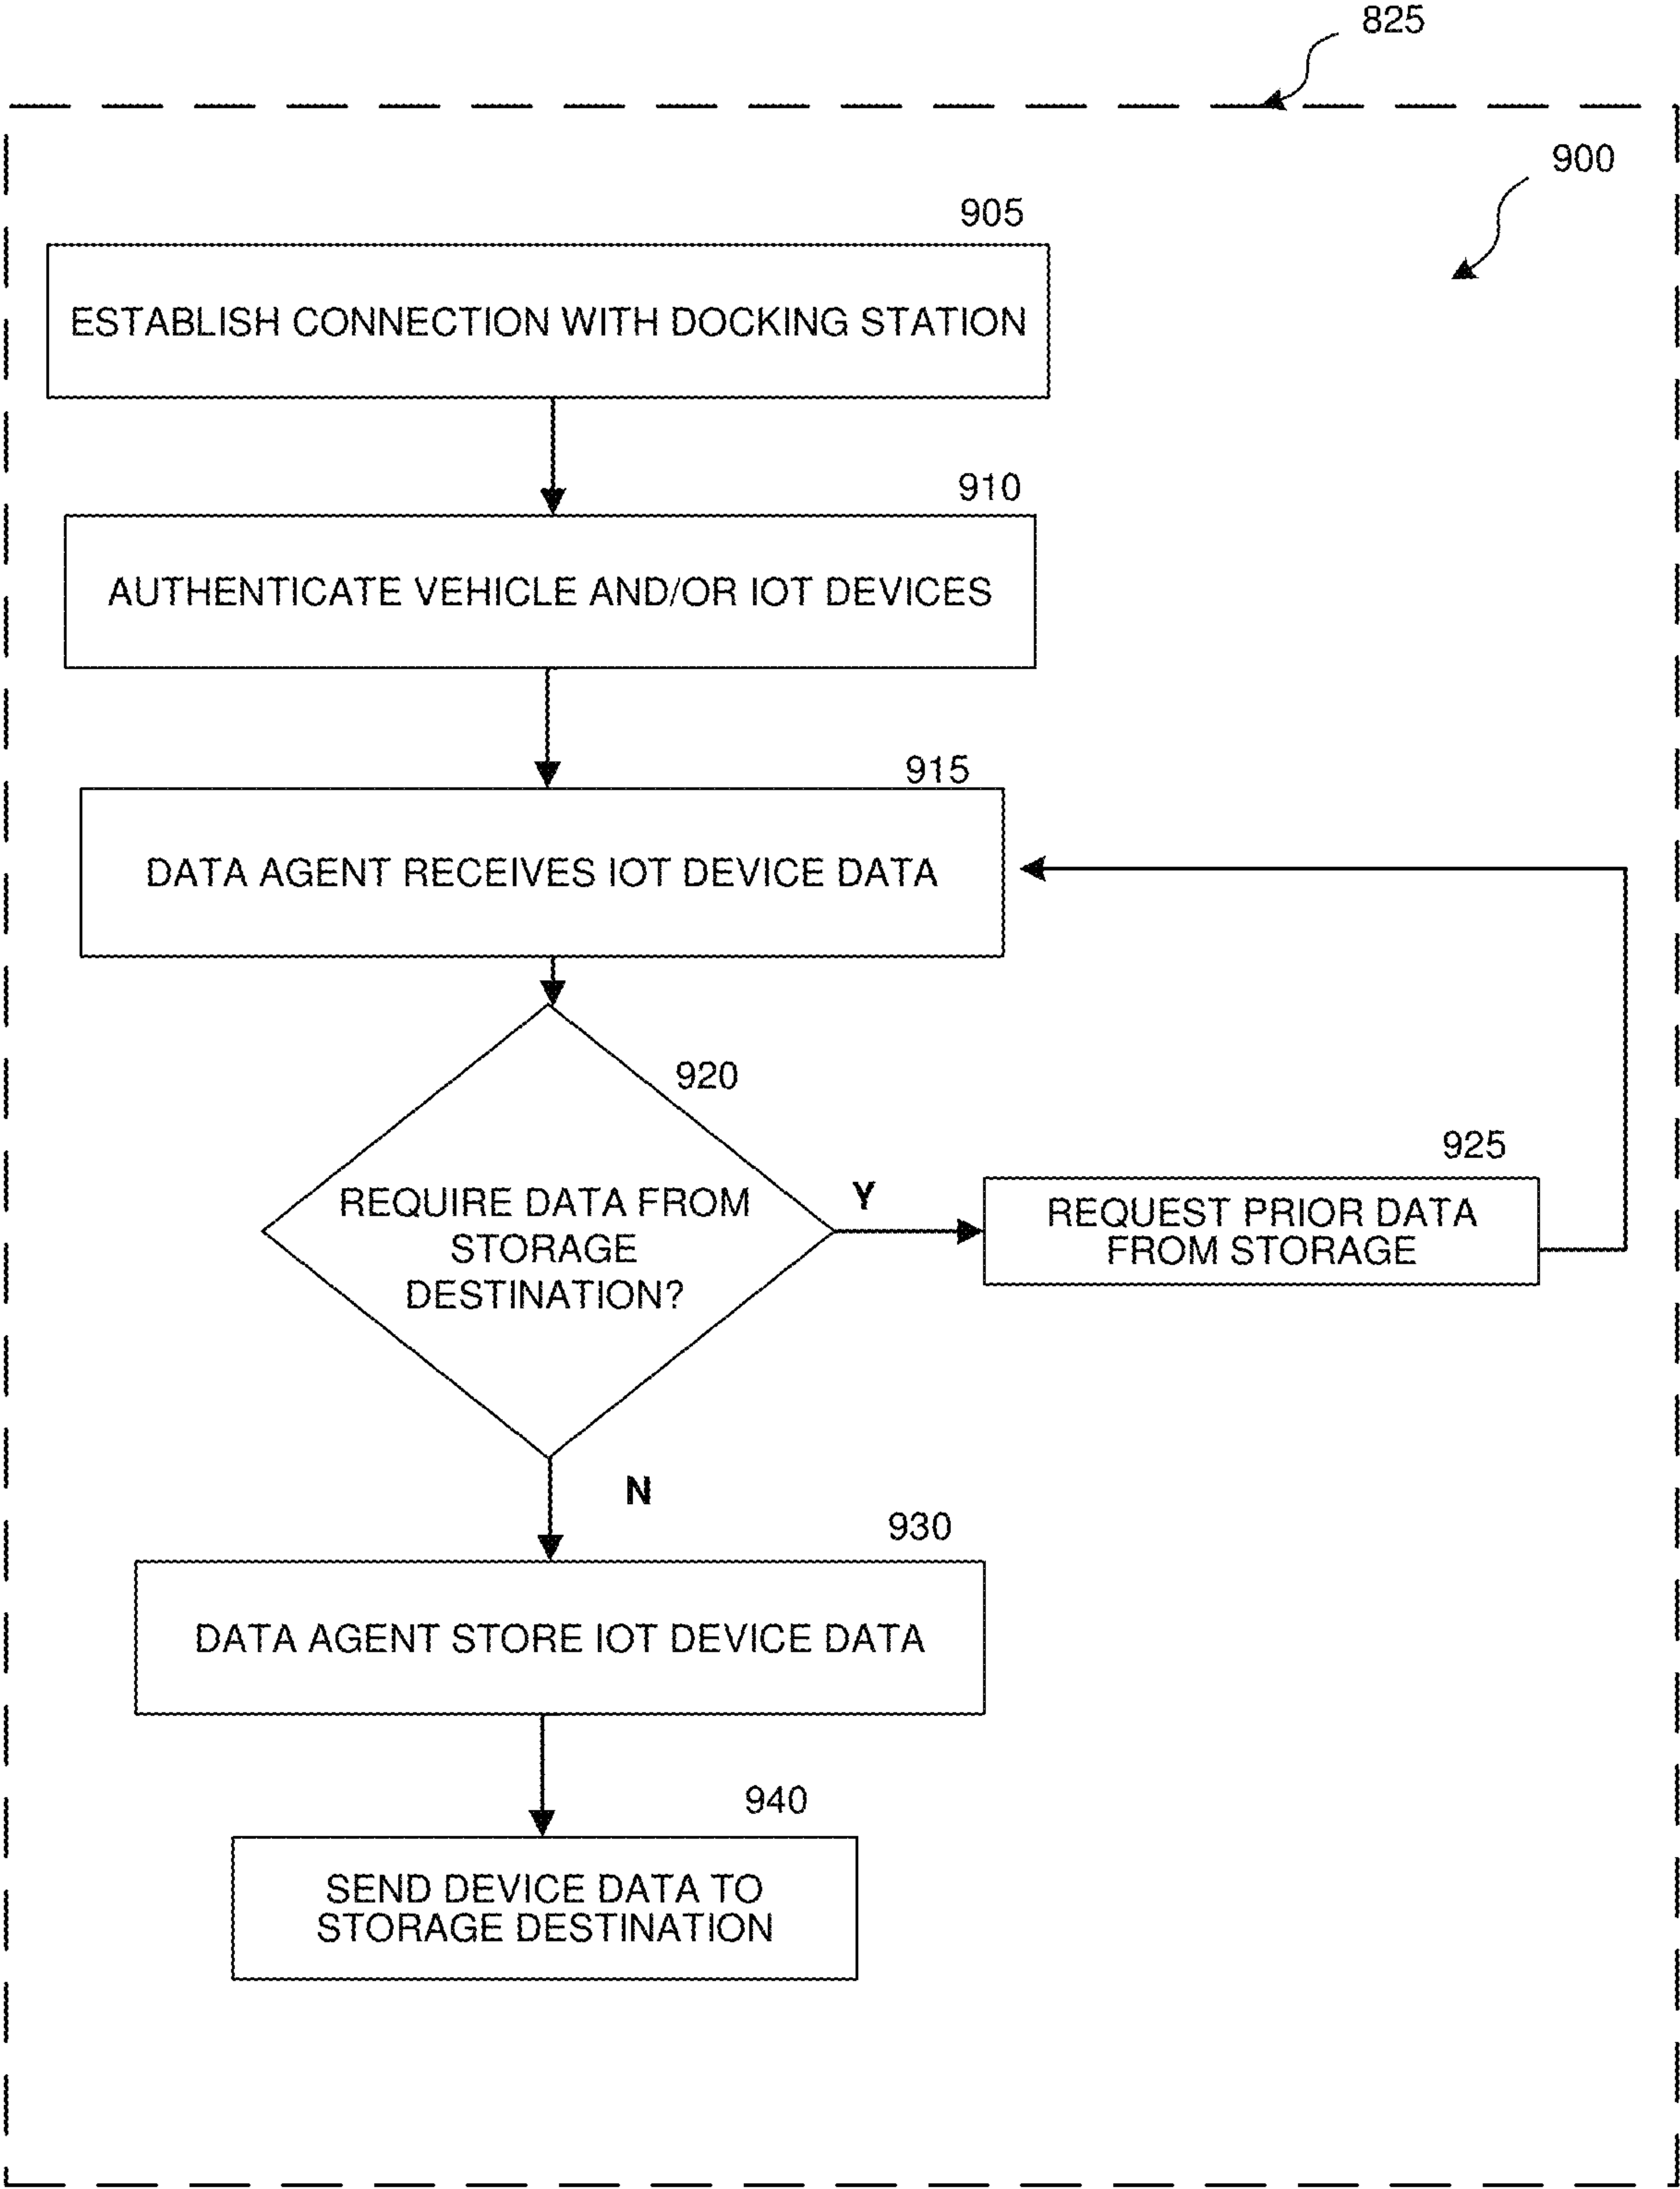 825
900
905
ESTABLISH CONNECTION WITH DOCKING STATION
910
AUTHENTICATE VEHICLE AND/OR IOT DEVICES
915
DATA AGENT RECEIVES IOT DEVICE DATA
920
REQUIRE DATA FROM
STORAGE
DESTINATION?
Y
925
REQUEST PRIOR DATA
FROM STORAGE
N
930
DATA AGENT STORE IOT DEVICE DATA
940
SEND DEVICE DATA TO
STORAGE DESTINATION